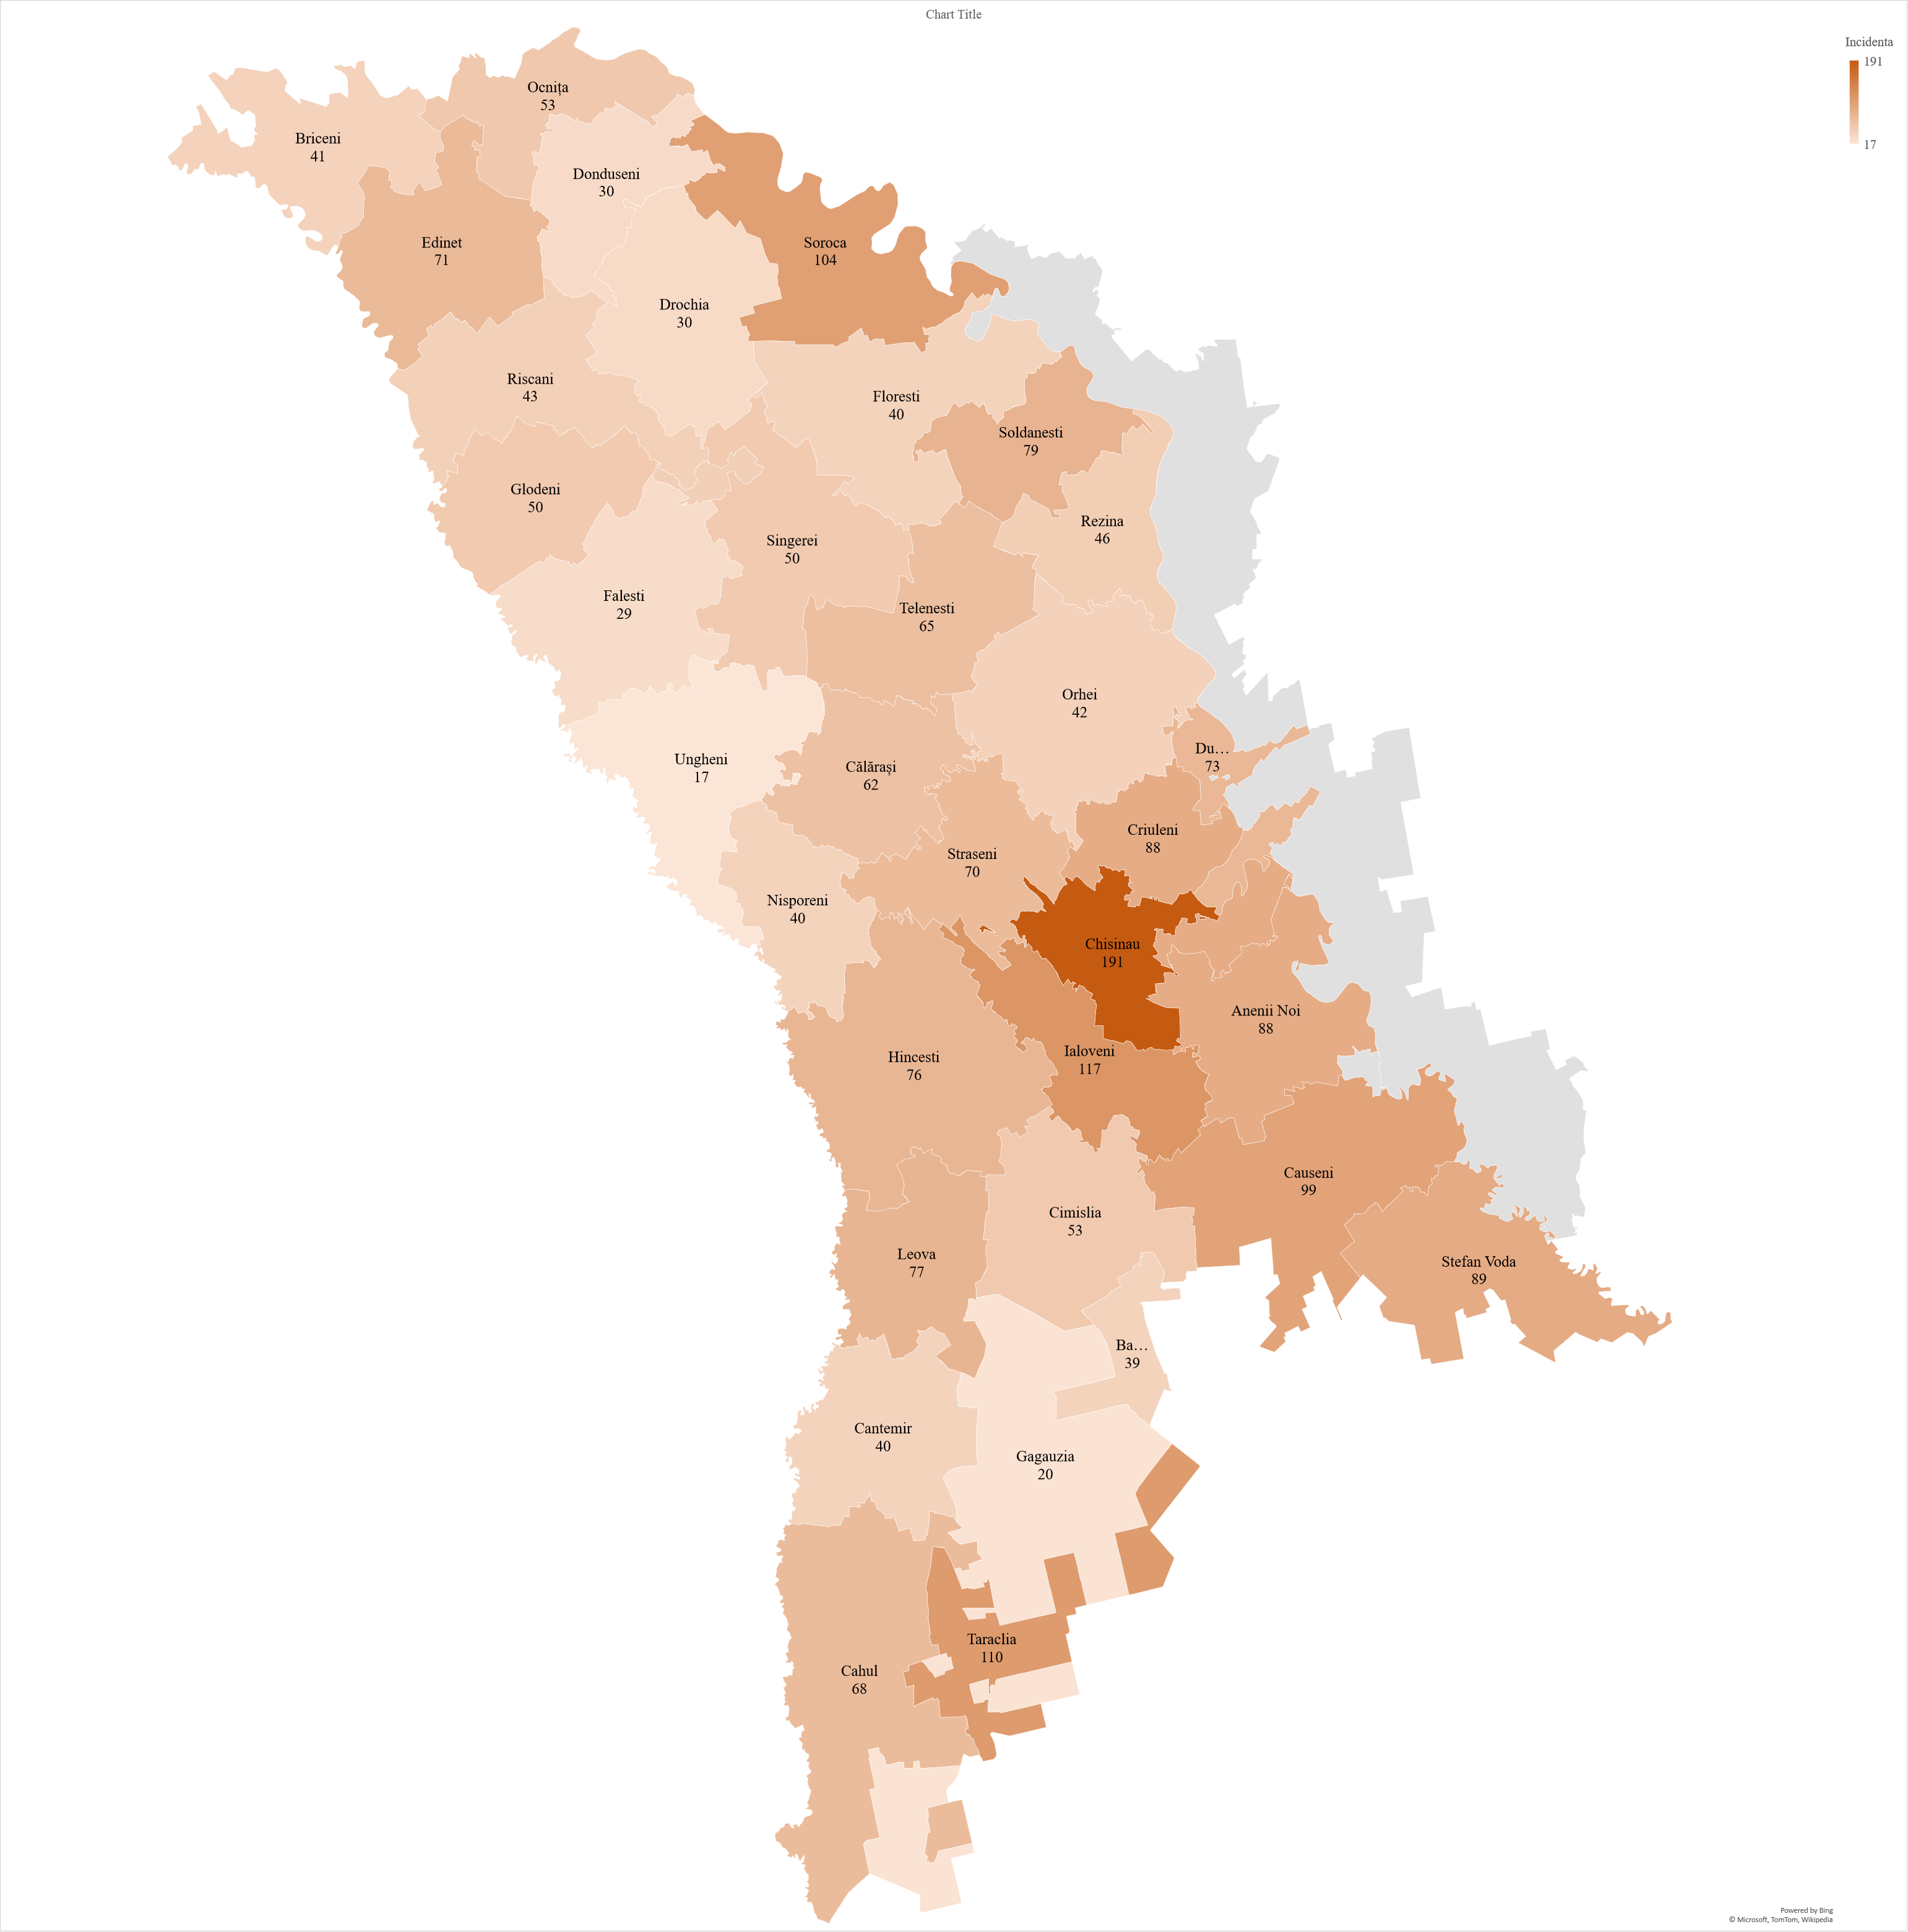 Chart Title
Incidenta
191
17
Ocnița
53
Briceni
41
Donduseni
30
Edinet
71
Soroca
104
Drochia
30
Riscani
43
Floresti
40
Soldanesti
79
Glodeni
50
Rezina
46
Singerei
50
Falesti
29
Telenesti
65
Orhei
42
Du...
73
Ungheni
17
Călărași
62
Criuleni
88
Straseni
70
Nisporeni
40
Chisinau
191
Anenii Noi
88
Hincesti
76
Ialoveni
117
Causeni
99
Cimislia
53
Leova
77
Stefan Voda
89
Ba...
39
Cantemir
40
Gagauzia
20
Taraclia
110
Cahul
68
Powered by Bing
© Microsoft, TomTom, Wikipedia